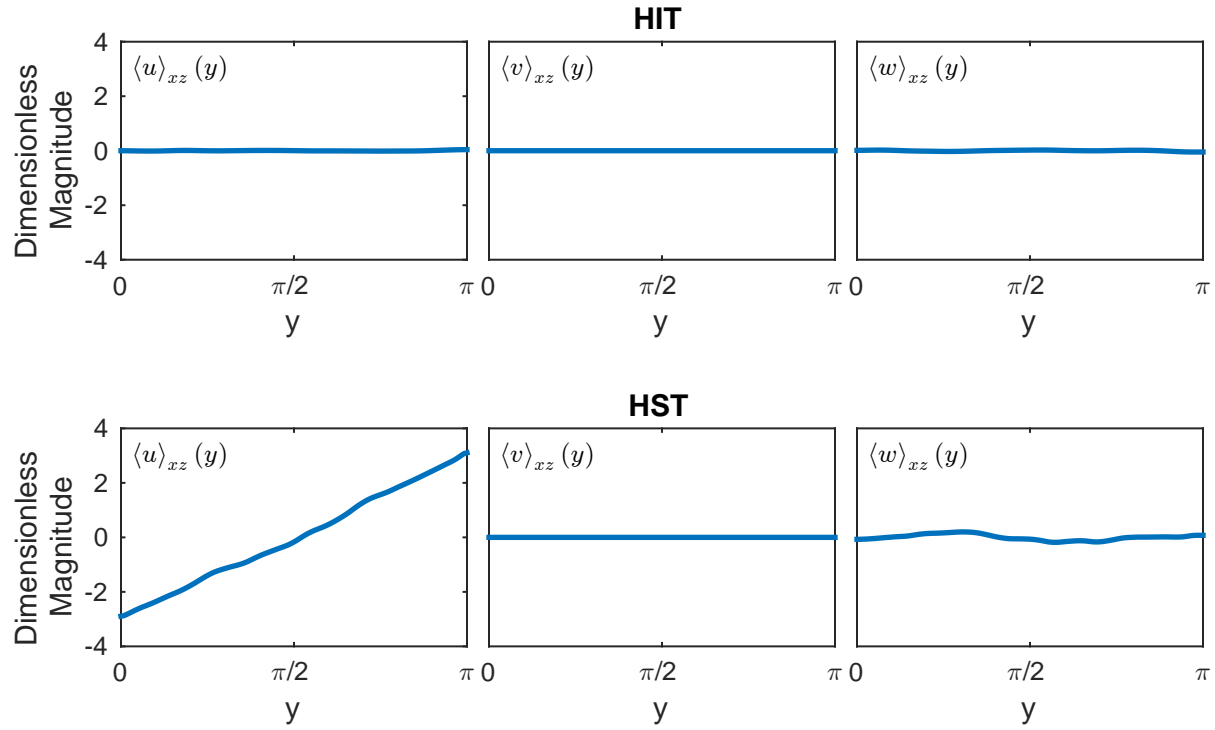 HIT
Dimensionless
Magnitude
4
2
0
-2
-4
⟨u⟩xz (y)
⟨v⟩xz (y)
⟨w⟩xz (y)
0 π/2 π 0 π/2 π 0 π/2 π
y y y
HST
Dimensionless
Magnitude
4
2
0
-2
-4
⟨u⟩xz (y)
⟨v⟩xz (y)
⟨w⟩xz (y)
0 π/2 π 0 π/2 π 0 π/2 π
y y y